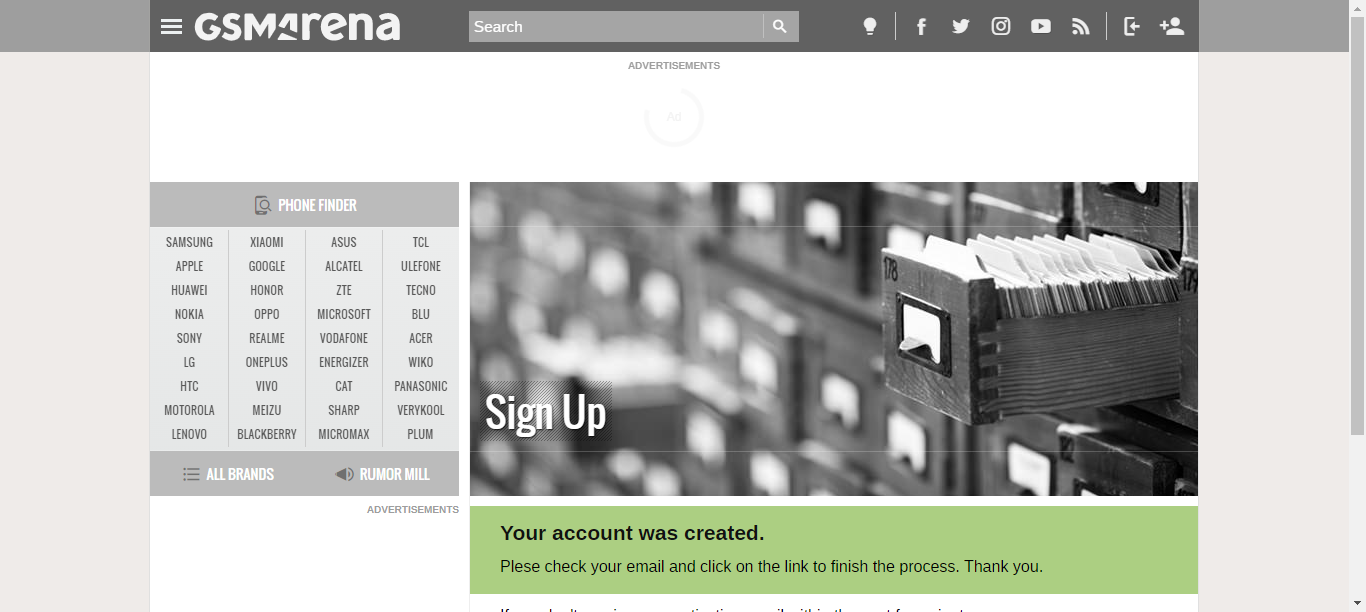 GSMArena
Search
ADVERTISEMENTS
Ad
PHONE FINDER
SAMSUNG XIAOMI ASUS TCL
APPLE GOOGLE ALCATEL ULEFONE
HUAWEI HONOR ZTE TECNO
NOKIA OPPO MICROSOFT BLU
SONY REALME VODAFONE ACER
LG ONEPLUS ENERGIZER WIKO
HTC VIVO CAT PANASONIC
MOTOROLA MEIZU SHARP VERYKOOL
LENOVO BLACKBERRY MICROMAX PLUM
ALL BRANDS RUMOR MILL
ADVERTISEMENTS
178
Sign Up
Your account was created.
Plese check your email and click on the link to finish the process. Thank you.